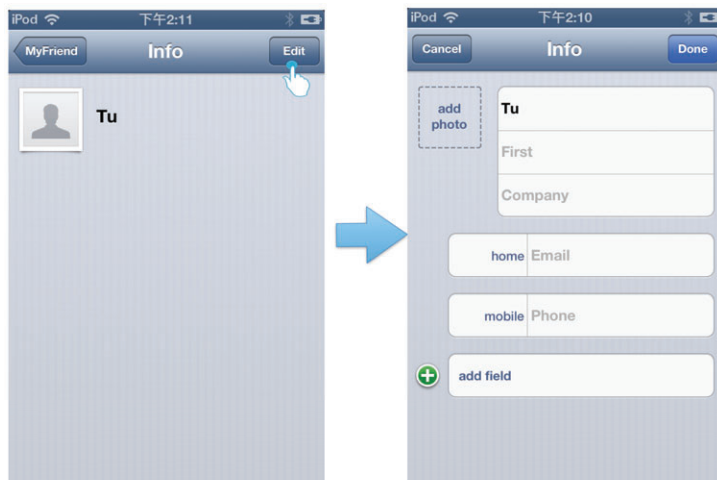 iPod 下午2:11
MyFriend Info Edit
Tu
iPod 下午2:10
Cancel Info Done
add
photo
Tu
First
Company
home Email
mobile Phone
add field